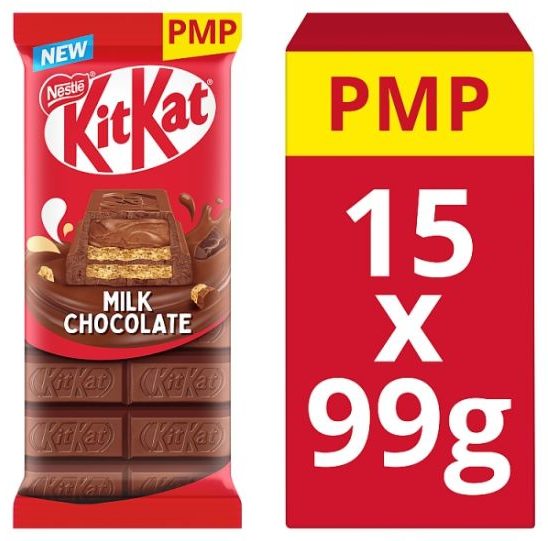 NEW
PMP
Nestlé
KitKat
MILK
CHOCOLATE
KitKat KitKat
KitKat KitKat
KitKat KitKat
PMP
15
x
99g